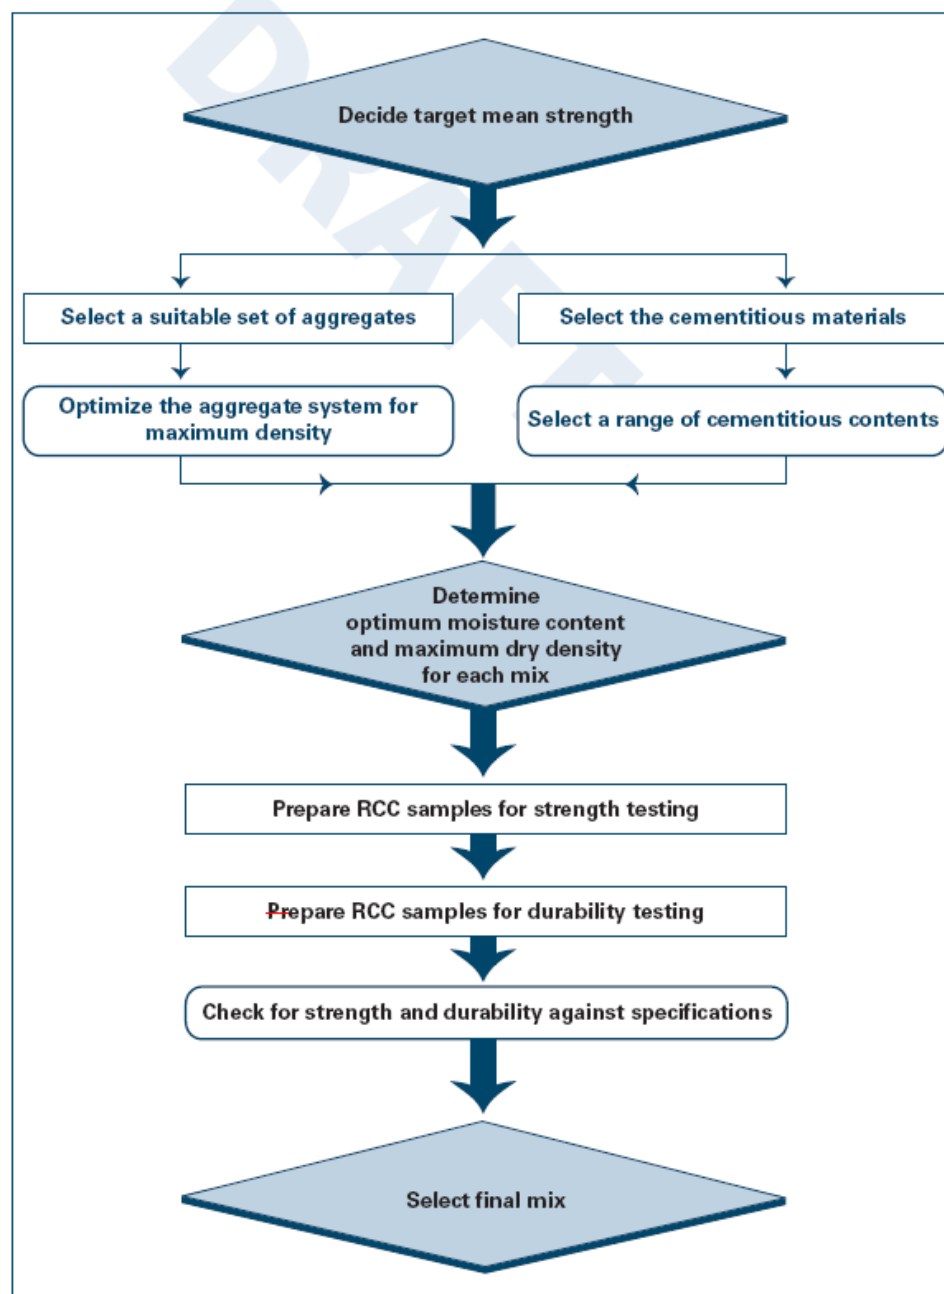 DRAFT
Decide target mean strength
Select a suitable set of aggregates
Select the cementitious materials
Optimize the aggregate system for
maximum density
Select a range of cementitious contents
Determine
optimum moisture content
and maximum dry density
for each mix
Prepare RCC samples for strength testing
Prepare RCC samples for durability testing
Check for strength and durability against specifications
Select final mix